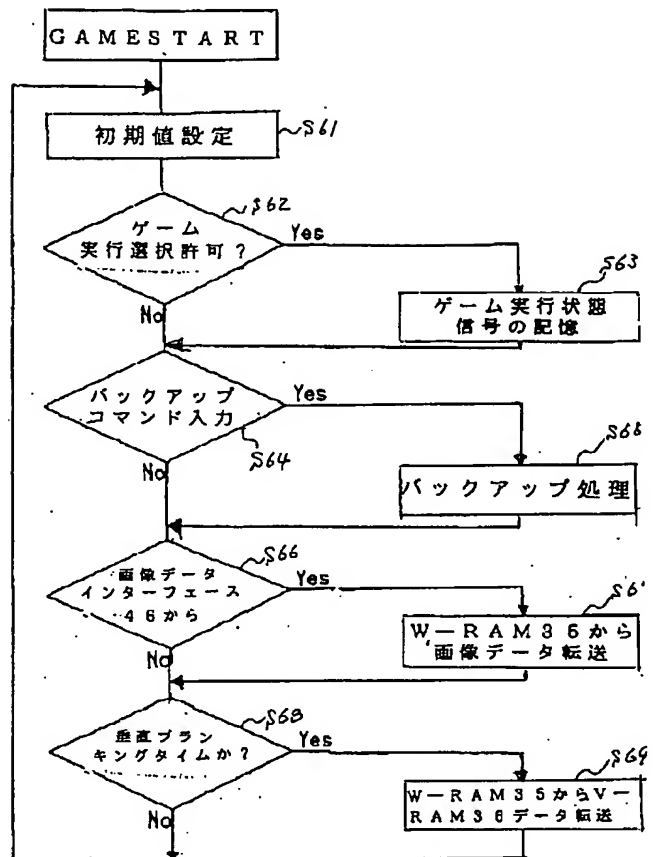 GAMESTART
初期値設定
S61
S62
ゲーム
実行選択許可?
Yes
No
S63
ゲーム実行状態
信号の記憶
バックアップ
コマンド入力
Yes
S64
No
バックアップ処理
S66
画像データ
インターフェース
46から
Yes
No
W-RAM35から
画像データ転送
S68
垂直ブラン
キングタイムか?
Yes
No
S69
W-RAM35からV-
RAM36データ転送